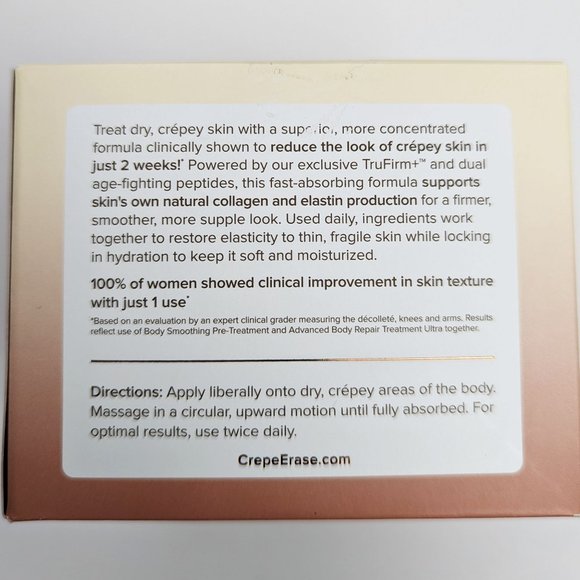 Treat dry, crépey skin with a superior, more concentrated
formula clinically shown to reduce the look of crépey skin in
just 2 weeks!* Powered by our exclusive TruFirm+™ and dual
age-fighting peptides, this fast-absorbing formula supports
skin's own natural collagen and elastin production for a firmer,
smoother, more supple look. Used daily, ingredients work
together to restore elasticity to thin, fragile skin while locking
in hydration to keep it soft and moisturized.
100% of women showed clinical improvement in skin texture
with just 1 use*
*Based on an evaluation by an expert clinical grader measuring the décolleté, knees and arms. Results
reflect use of Body Smoothing Pre-Treatment and Advanced Body Repair Treatment Ultra together.
Directions: Apply liberally onto dry, crépey areas of the body.
Massage in a circular, upward motion until fully absorbed. For
optimal results, use twice daily.
CrepeErase.com